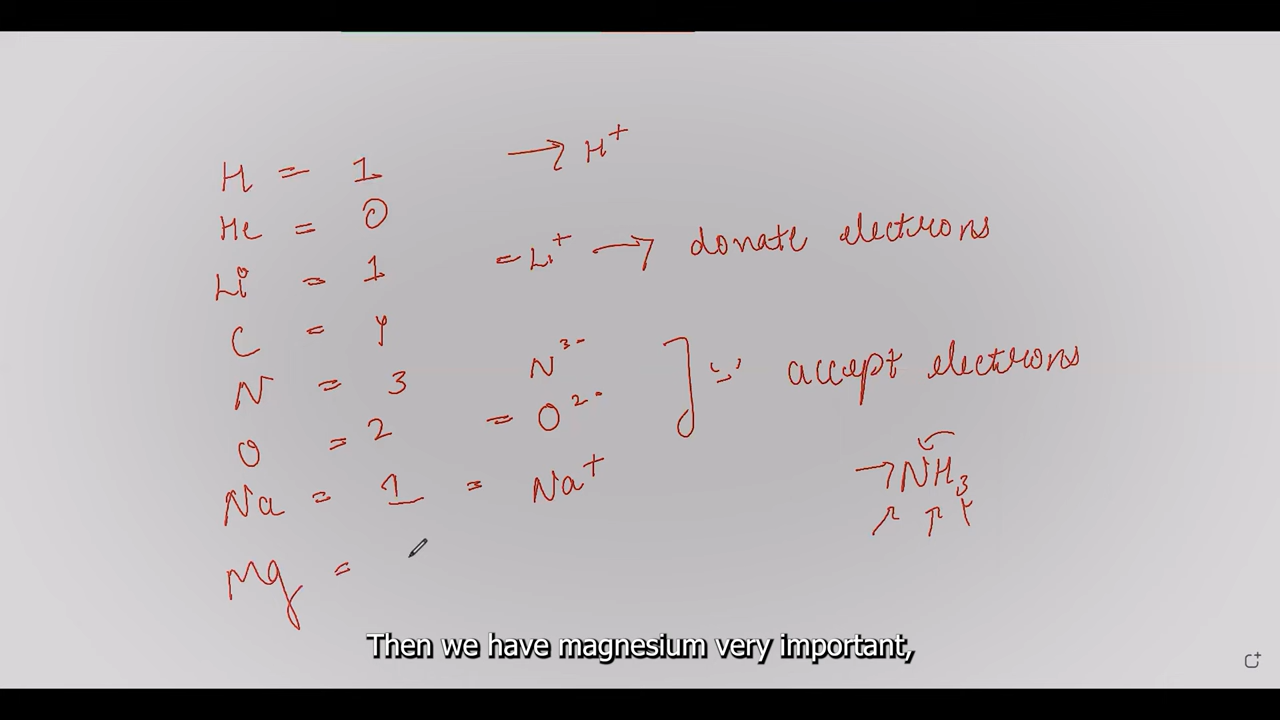 H = 1 → H⁺
He = 0
Li = 1 = Li⁺ → donate electrons
C = 4
N = 3 N³⁻ ] accept electrons
O = 2 = O²⁻
Na = 1 = Na⁺ → NH₃
Mg =
Then we have magnesium very important,